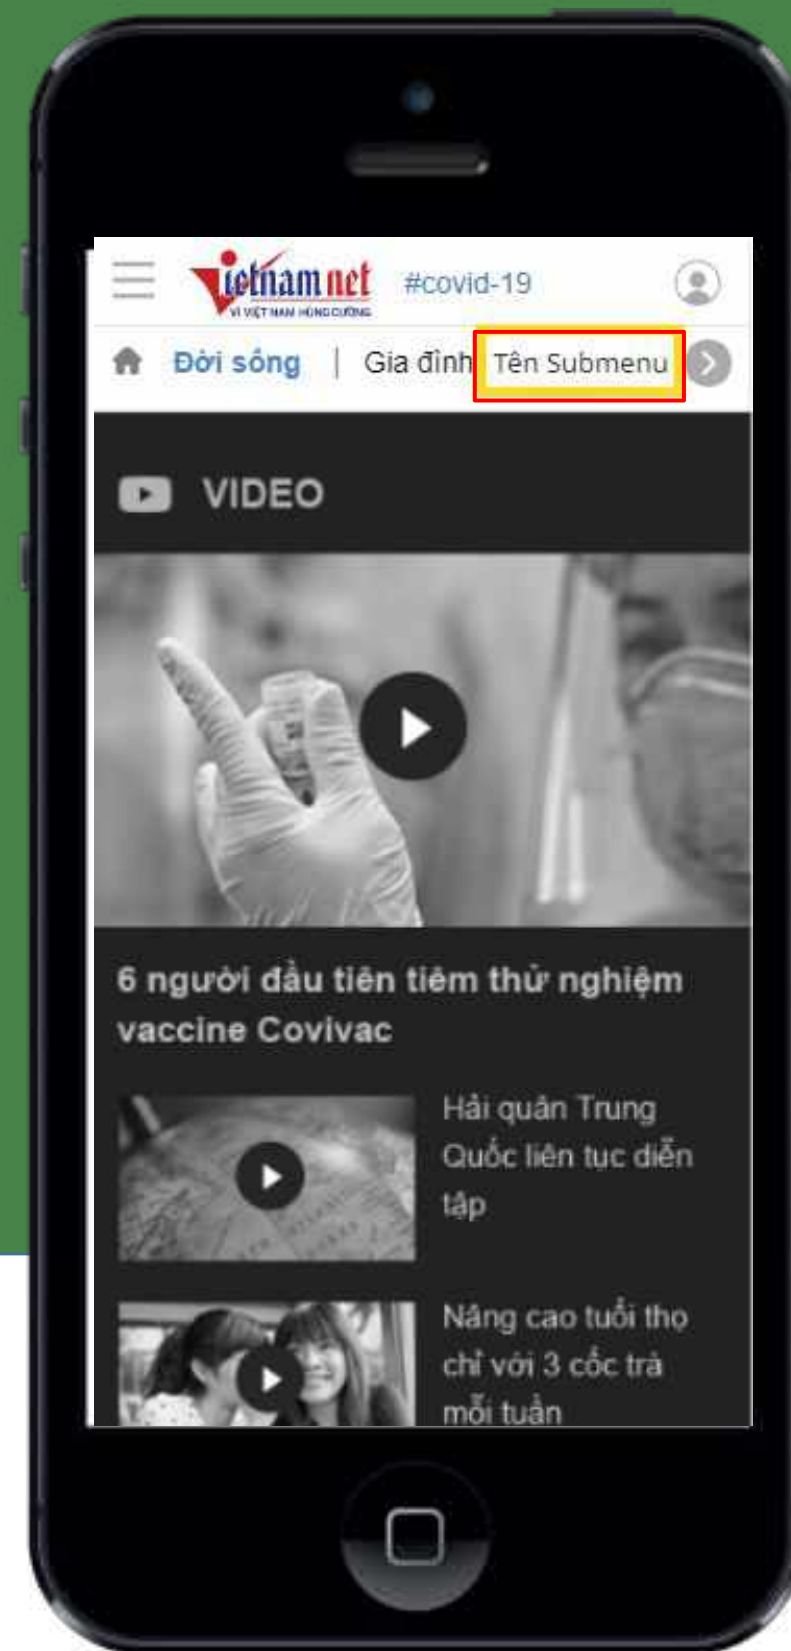 vietnamnet
VÌ VIỆT NAM HÙNG CƯỜNG
#covid-19
Đời sống | Gia đình Tên Submenu
VIDEO
6 người đầu tiên tiêm thử nghiệm
vaccine Covivac
Hải quân Trung
Quốc liên tục diễn
tập
Nâng cao tuổi thọ
chỉ với 3 cốc trà
mỗi tuần